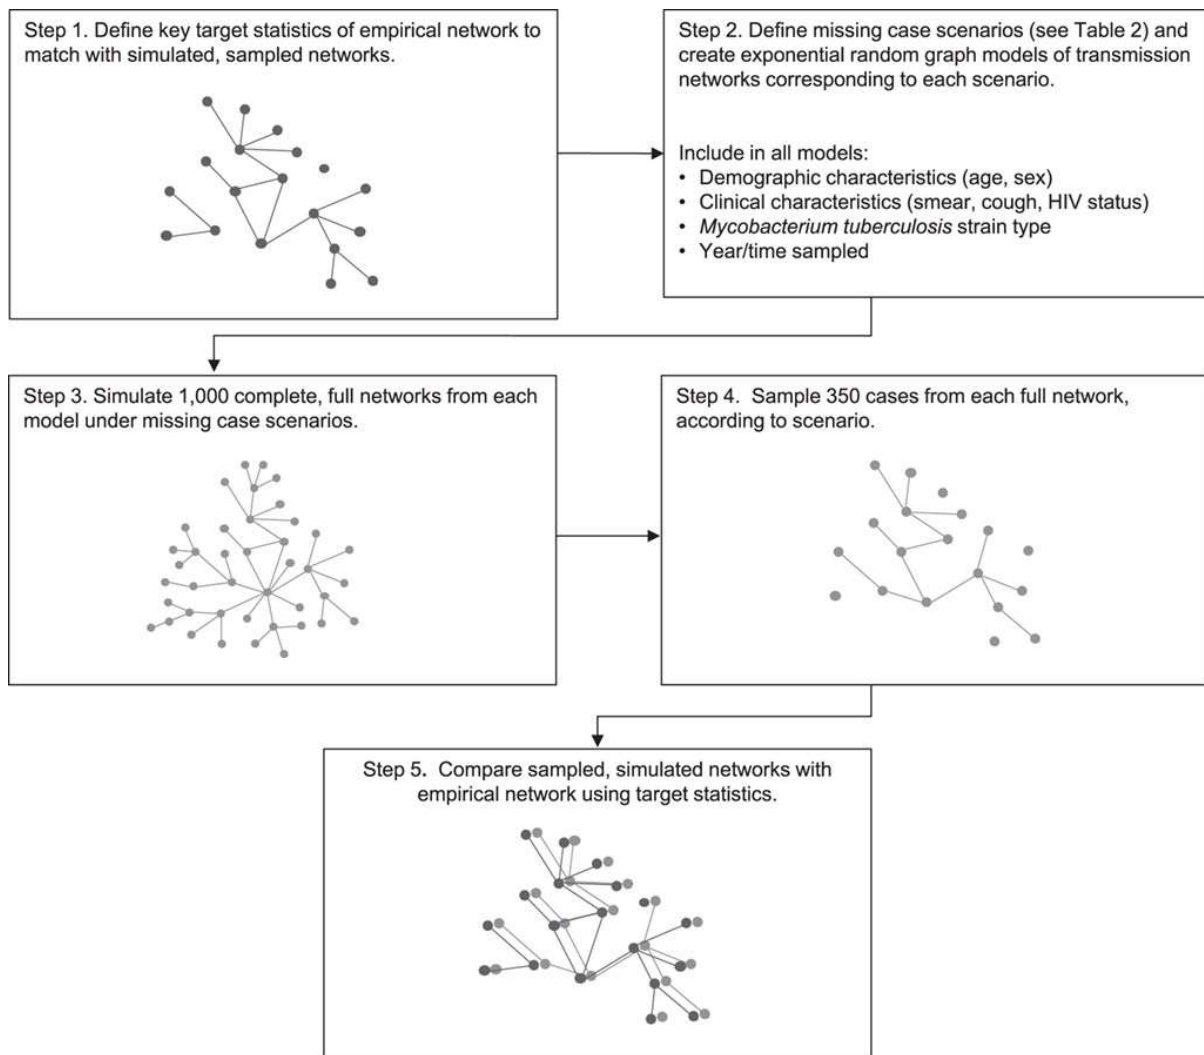 Step 1. Define key target statistics of empirical network to
match with simulated, sampled networks.
Step 2. Define missing case scenarios (see Table 2) and
create exponential random graph models of transmission
networks corresponding to each scenario.
Include in all models:
• Demographic characteristics (age, sex)
• Clinical characteristics (smear, cough, HIV status)
• Mycobacterium tuberculosis strain type
• Year/time sampled
Step 3. Simulate 1,000 complete, full networks from each
model under missing case scenarios.
Step 4. Sample 350 cases from each full network,
according to scenario.
Step 5. Compare sampled, simulated networks with
empirical network using target statistics.